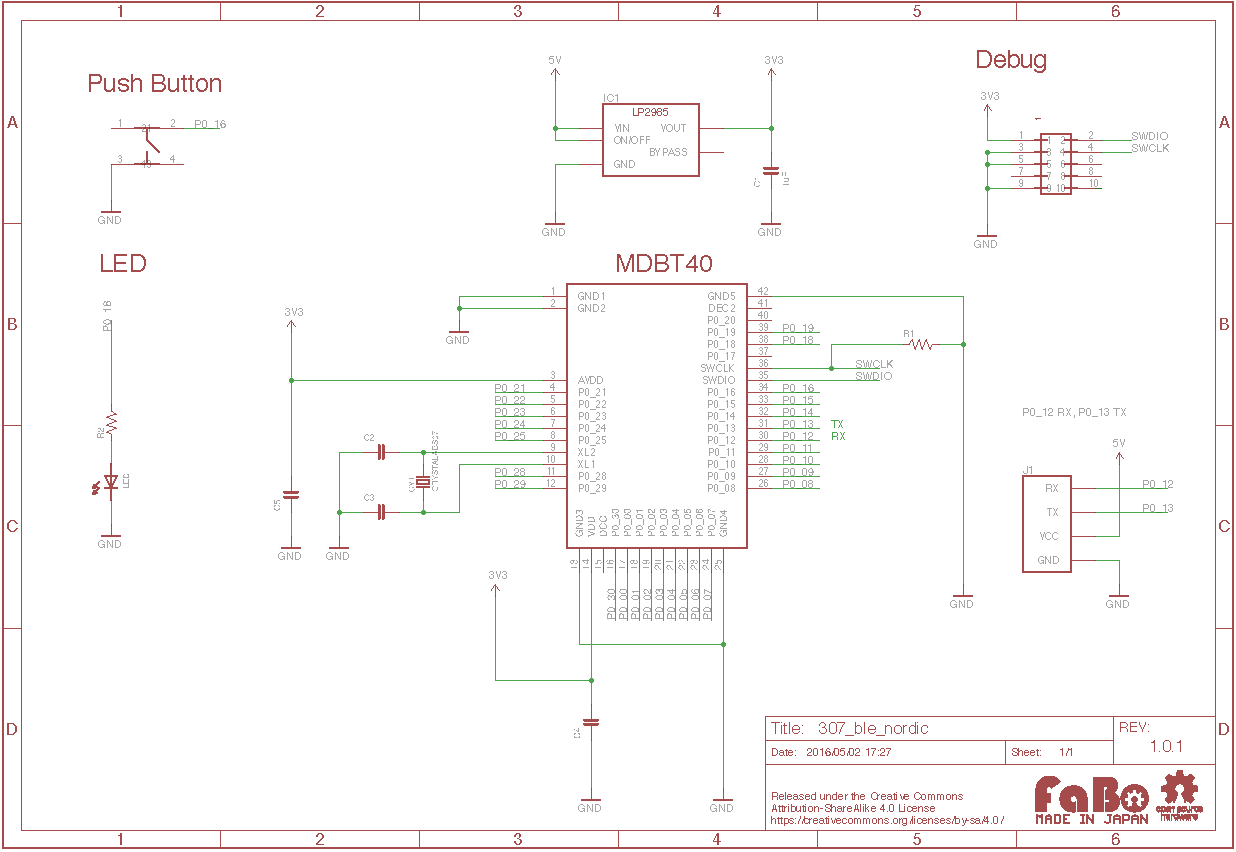 1 2 3 4 5 6
A A
B B
C C
D D
Push Button
1 2 P0_16
3 4
GND
5V
3V3
IC1
LP2985
VIN VOUT
ON/OFF
BYPASS
GND
GND
GND
Debug
3V3
1 1 2 2 SWDIO
3 3 4 4 SWCLK
5 5 6 6
7 7 8 8
9 9 10 10
GND
LED
P0_18
R2
LED
GND
3V3
C5
GND
MDBT40
GND
1 GND1
2 GND2
3 AVDD
P0_21 4 P0_21
P0_22 5 P0_22
P0_23 6 P0_23
P0_24 7 P0_24
P0_25 8 P0_25
9 XL2
10 XL1
P0_28 11 P0_28
P0_29 12 P0_29
C2
C3
GND
GND5 42
DEC2 41
P0_20 40
P0_19 39 P0_19
P0_18 38 P0_18
P0_17 37
SWCLK 36 SWCLK
SWDIO 35 SWDIO
P0_16 34 P0_16
P0_15 33 P0_15
P0_14 32 P0_14
P0_13 31 P0_13 TX
P0_12 30 P0_12 RX
P0_11 29 P0_11
P0_10 28 P0_10
P0_09 27 P0_09
P0_08 26 P0_08
R1
GND
GND3 VDD P0_30 P0_00 P0_01 P0_02 P0_03 P0_04 P0_05 P0_06 P0_07 GND4
13 14 15 16 17 18 19 20 21 22 23 24 25
P0_30 P0_00 P0_01 P0_02 P0_03 P0_04 P0_05 P0_06 P0_07
3V3
C4
GND
GND
P0_12 RX, P0_13 TX
5V
J1
RX P0_12
TX P0_13
VCC
GND
GND
Title: 307_ble_nordic
REV:
1.0.1
Date: 2016/05/02 17:27
Sheet: 1/1
Released under the Creative Commons
Attribution-ShareAlike 4.0 License
https://creativecommons.org/licenses/by-sa/4.0/
FaBo
MADE IN JAPAN
open source
hardware
1 2 3 4 5 6